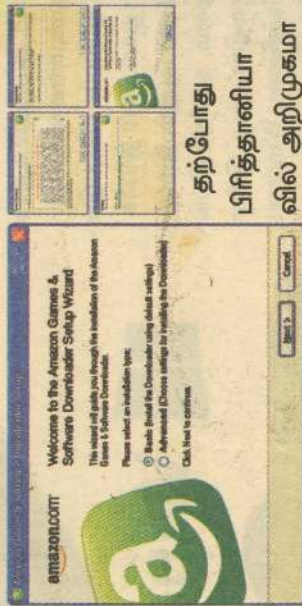 Amazon Games & Software Downloader Setup
amazon.com
Welcome to the Amazon Games &
Software Downloader Setup Wizard
This wizard will guide you through the installation of the Amazon
Games & Software Downloader.
Please select an installation type:
Basic (Install the Downloader using default settings)
Advanced (Choose settings for installing the Downloader)
Click Next to continue.
Next >
Cancel
தற்போது
பிரித்தானியா
வில் அறிமுகமா